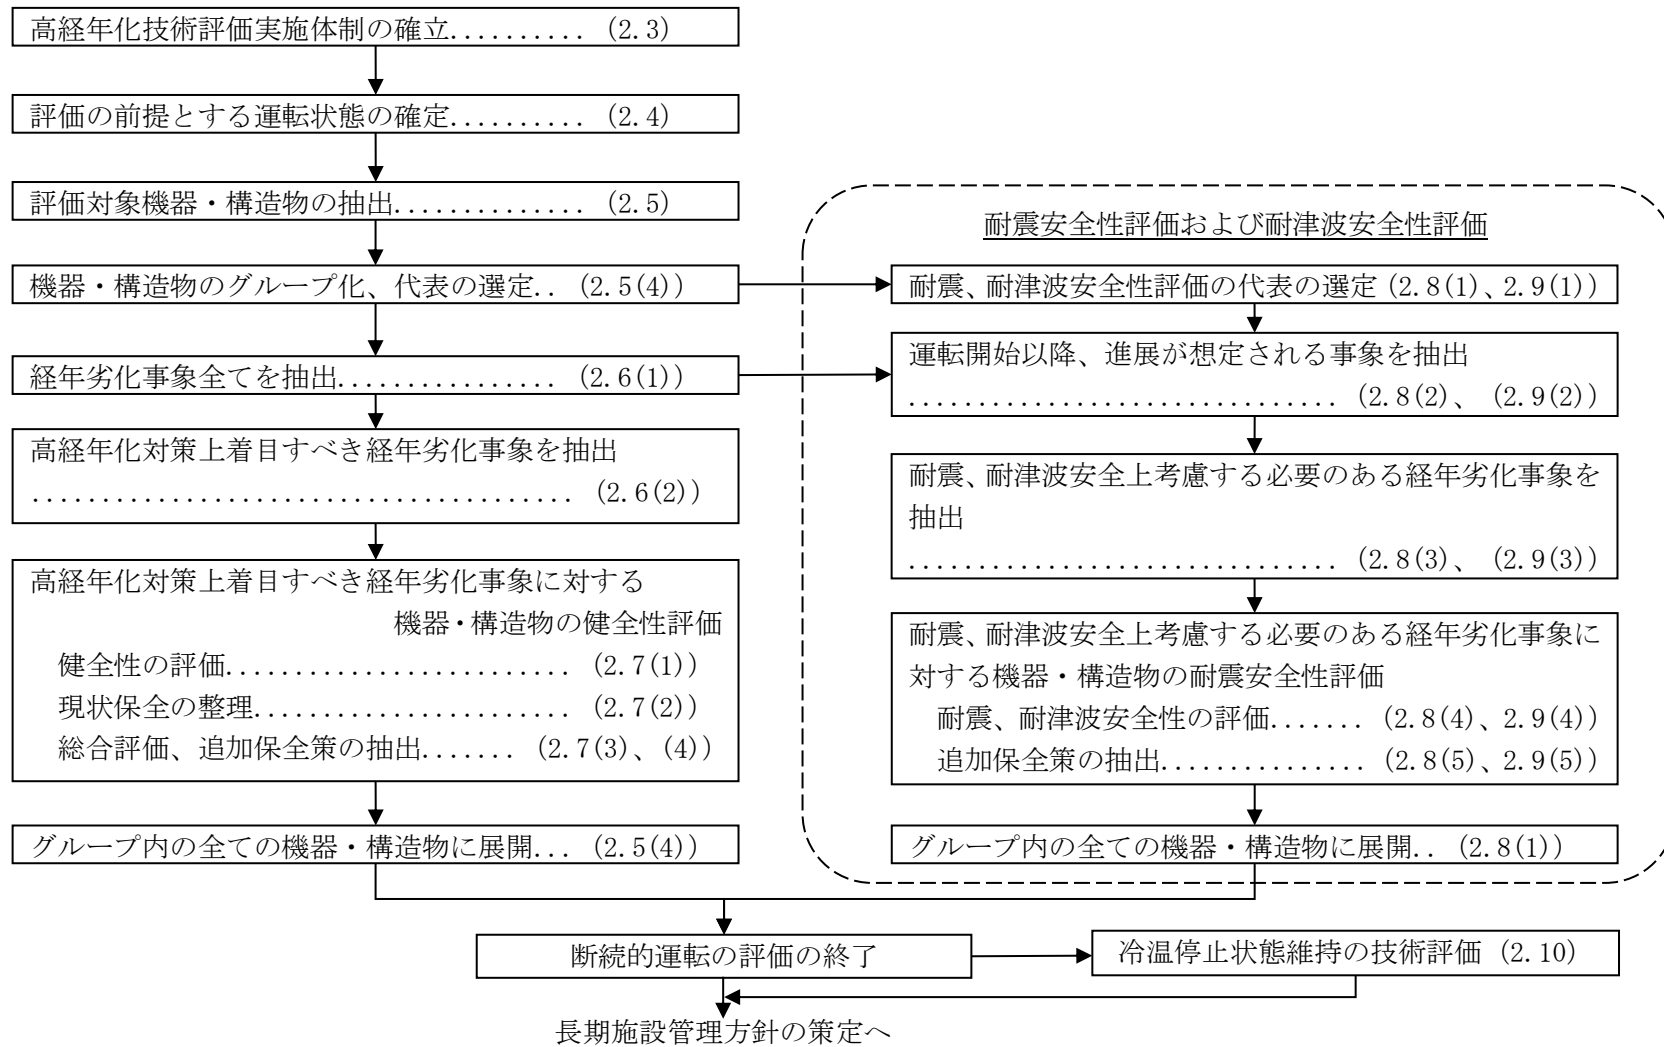 高経年化技術評価実施体制の確立.......... (2.3)
評価の前提とする運転状態の確定.......... (2.4)
評価対象機器・構造物の抽出.............. (2.5)
機器・構造物のグループ化、代表の選定.. (2.5(4))
経年劣化事象全てを抽出................ (2.6(1))
高経年化対策上着目すべき経年劣化事象を抽出
....................................... (2.6(2))
高経年化対策上着目すべき経年劣化事象に対する
機器・構造物の健全性評価
健全性の評価......................... (2.7(1))
現状保全の整理....................... (2.7(2))
総合評価、追加保全策の抽出....... (2.7(3)、(4))
グループ内の全ての機器・構造物に展開... (2.5(4))
耐震安全性評価および耐津波安全性評価
耐震、耐津波安全性評価の代表の選定 (2.8(1)、2.9(1))
運転開始以降、進展が想定される事象を抽出
............................... (2.8(2)、 (2.9(2))
耐震、耐津波安全上考慮する必要のある経年劣化事象を
抽出
............................... (2.8(3)、 (2.9(3))
耐震、耐津波安全上考慮する必要のある経年劣化事象に
対する機器・構造物の耐震安全性評価
耐震、耐津波安全性の評価....... (2.8(4)、2.9(4))
追加保全策の抽出............... (2.8(5)、2.9(5))
グループ内の全ての機器・構造物に展開.. (2.8(1))
断続的運転の評価の終了
冷温停止状態維持の技術評価 (2.10)
長期施設管理方針の策定へ